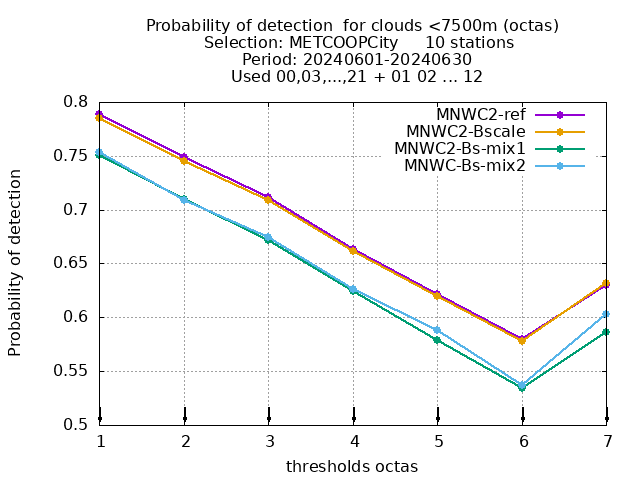 Probability of detection  for clouds <7500m (octas)
Selection: METCOOPCity     10 stations
Period: 20240601-20240630
Used 00,03,...,21 + 01 02 ... 12
MNWC2-ref
MNWC2-Bscale
MNWC2-Bs-mix1
MNWC-Bs-mix2
Probability of detection
0.8
0.75
0.7
0.65
0.6
0.55
0.5
1 2 3 4 5 6 7
thresholds octas